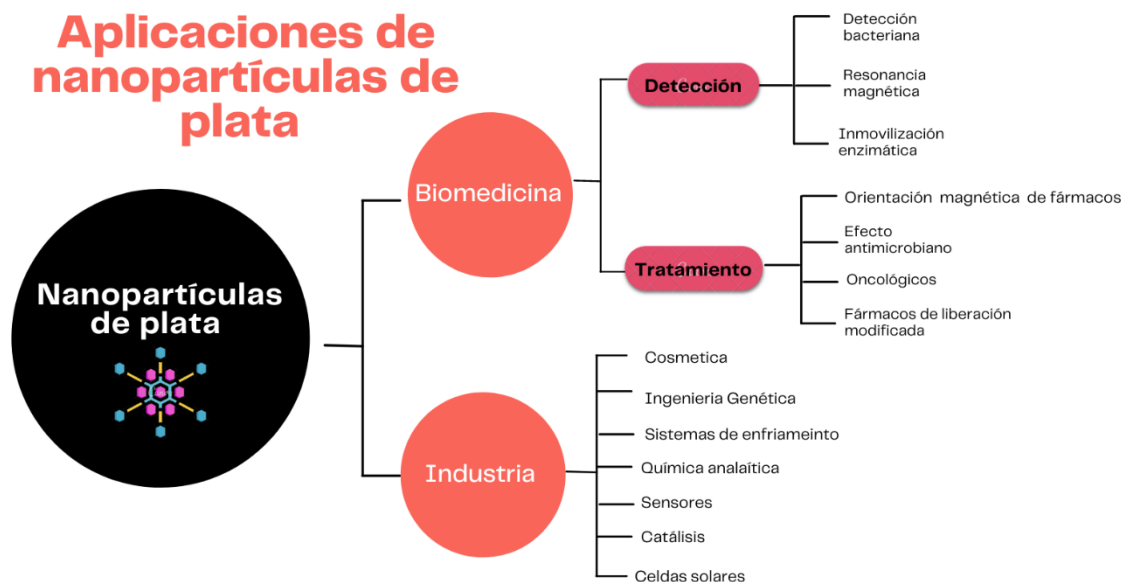 Aplicaciones de
nanopartículas de
plata
Nanopartículas
de plata
Biomedicina
Detección
Detección
bacteriana
Resonancia
magnética
Inmovilización
enzimática
Tratamiento
Orientación magnética de fármacos
Efecto
antimicrobiano
Oncológicos
Fármacos de liberación
modificada
Industria
Cosmetica
Ingenieria Genética
Sistemas de enfriameinto
Química analaítica
Sensores
Catálisis
Celdas solares